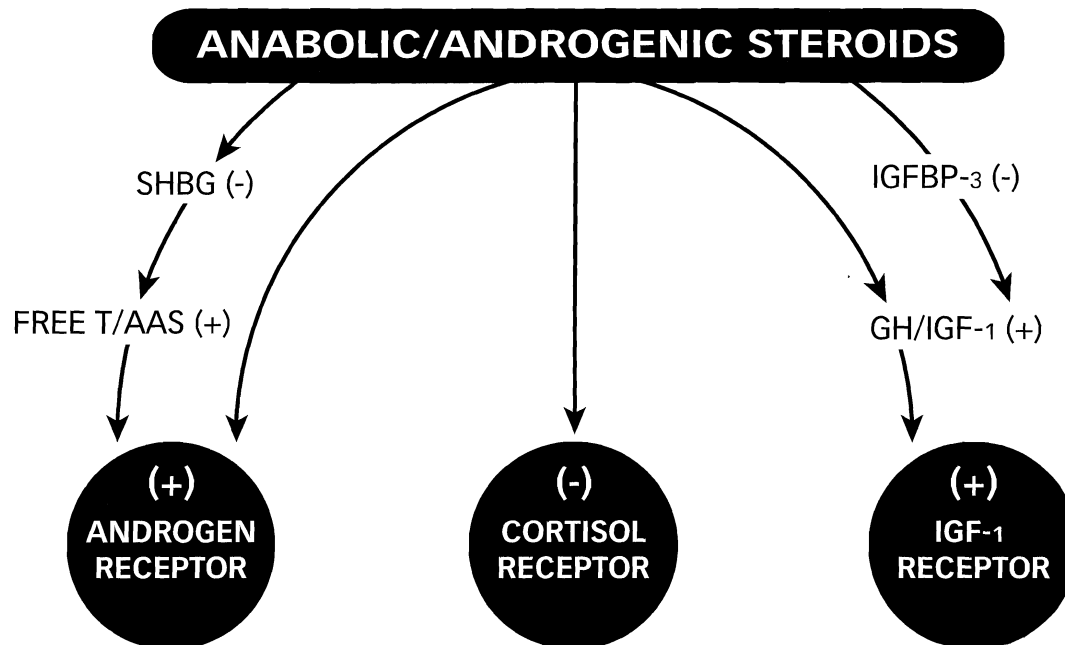 ANABOLIC/ANDROGENIC STEROIDS
SHBG (-)
IGFBP-3 (-)
FREE T/AAS (+)
GH/IGF-1 (+)
(+)
ANDROGEN
RECEPTOR
(-)
CORTISOL
RECEPTOR
(+)
IGF-1
RECEPTOR